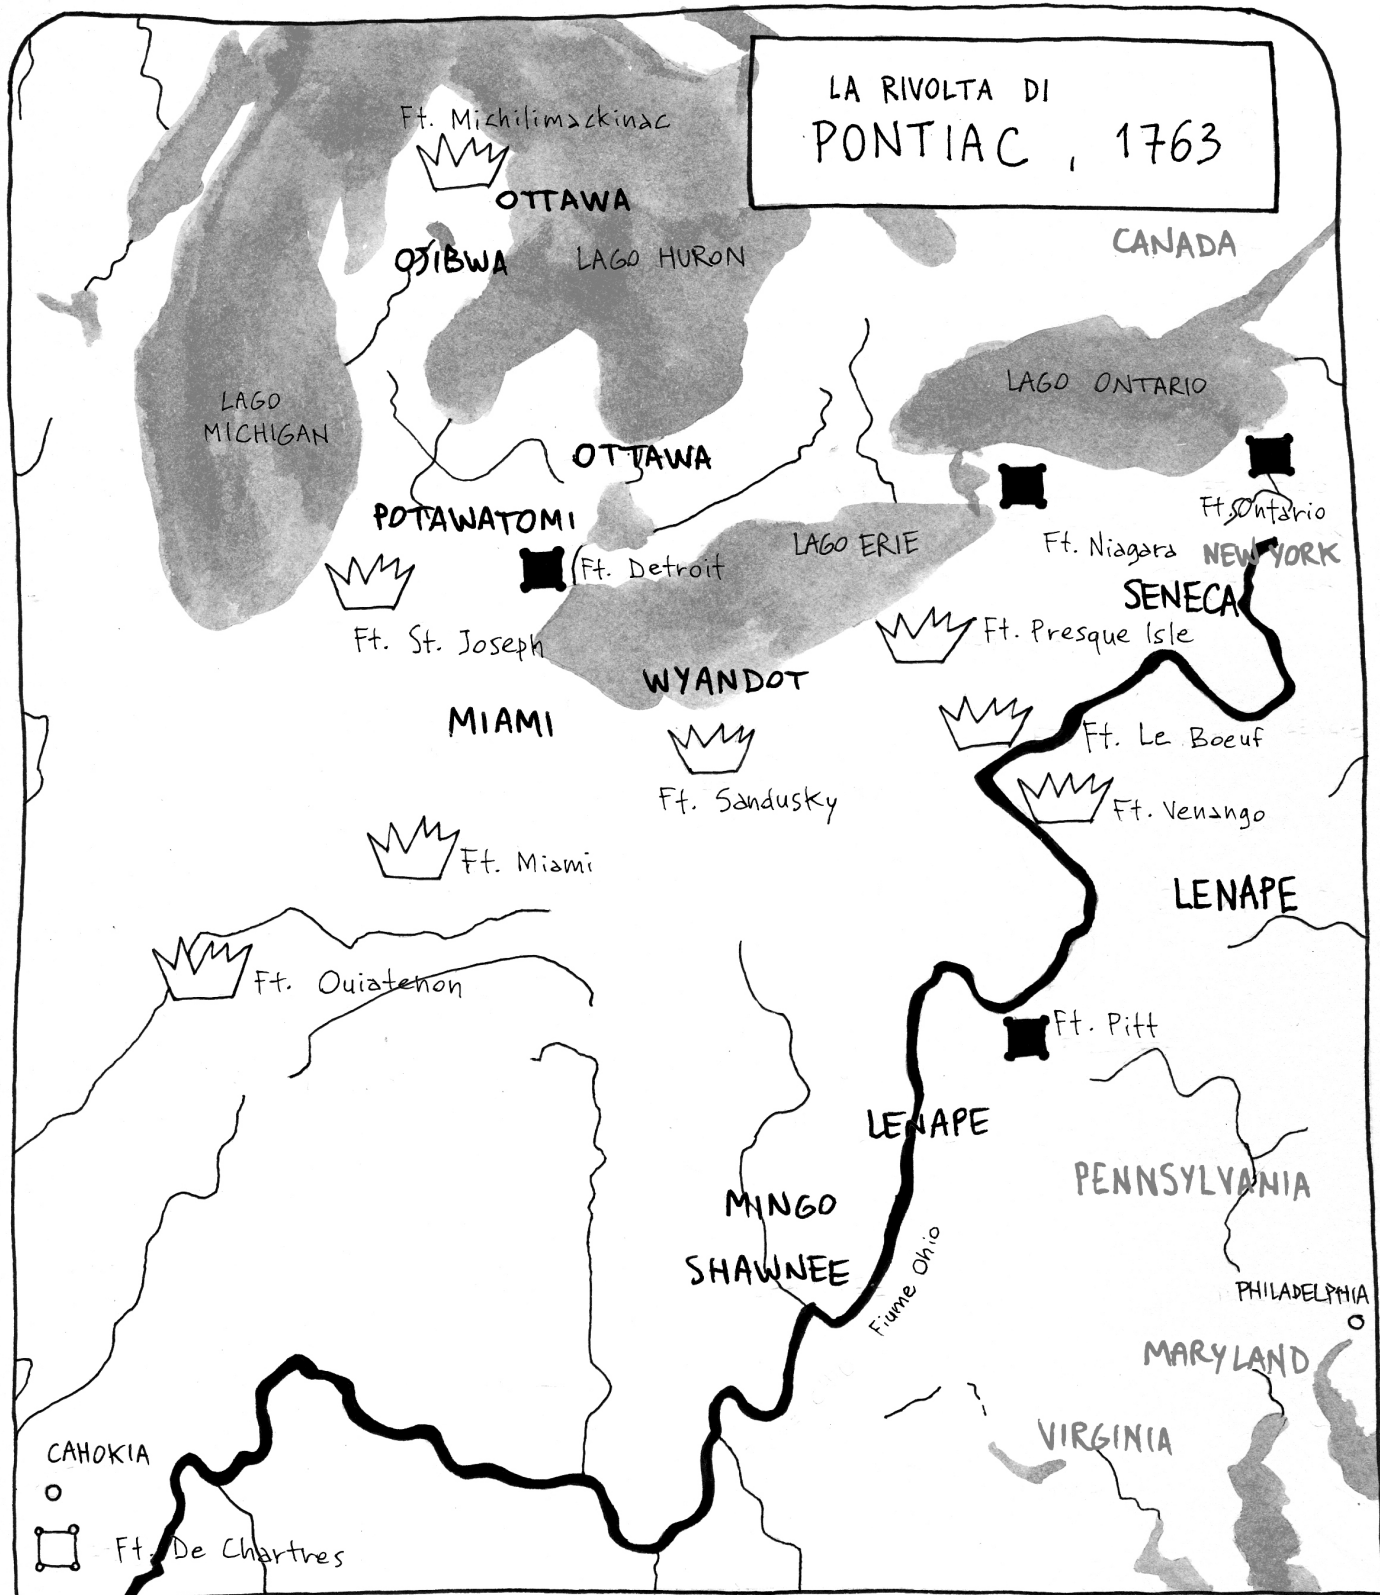 LA RIVOLTA DI
PONTIAC, 1763
Ft. Michilimackinac
OTTAWA
CANADA
OJIBWA
LAGO HURON
LAGO
MICHIGAN
LAGO ONTARIO
OTTAWA
POTAWATOMI
Ft. Ontario
LAGO ERIE
Ft. Niagara
NEW YORK
Ft. Detroit
SENECA
Ft. St. Joseph
Ft. Presque Isle
WYANDOT
MIAMI
Ft. Le Boeuf
Ft. Sandusky
Ft. Venango
Ft. Miami
LENAPE
Ft. Ouiatenon
Ft. Pitt
LENAPE
PENNSYLVANIA
MINGO
SHAWNEE
Fiume Ohio
PHILADELPHIA
MARYLAND
VIRGINIA
CAHOKIA
Ft. De Chartres